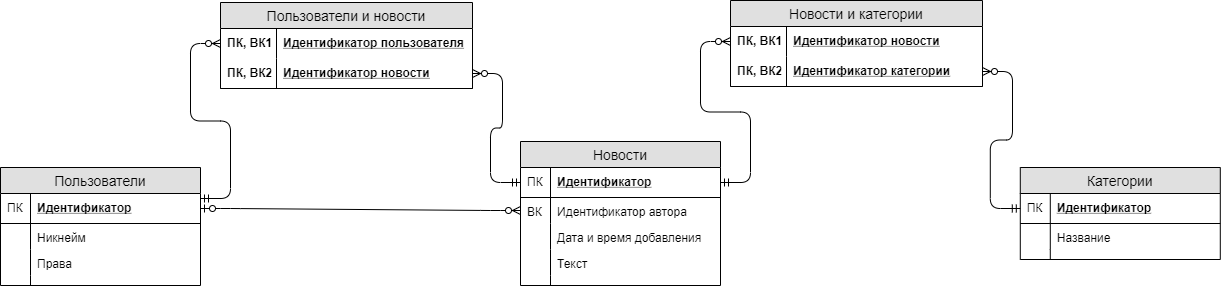 Пользователи и новости
ПК, ВК1 Идентификатор пользователя
ПК, ВК2 Идентификатор новости
Новости и категории
ПК, ВК1 Идентификатор новости
ПК, ВК2 Идентификатор категории
Пользователи
ПК Идентификатор
Никнейм
Права
Новости
ПК Идентификатор
ВК Идентификатор автора
Дата и время добавления
Текст
Категории
ПК Идентификатор
Название